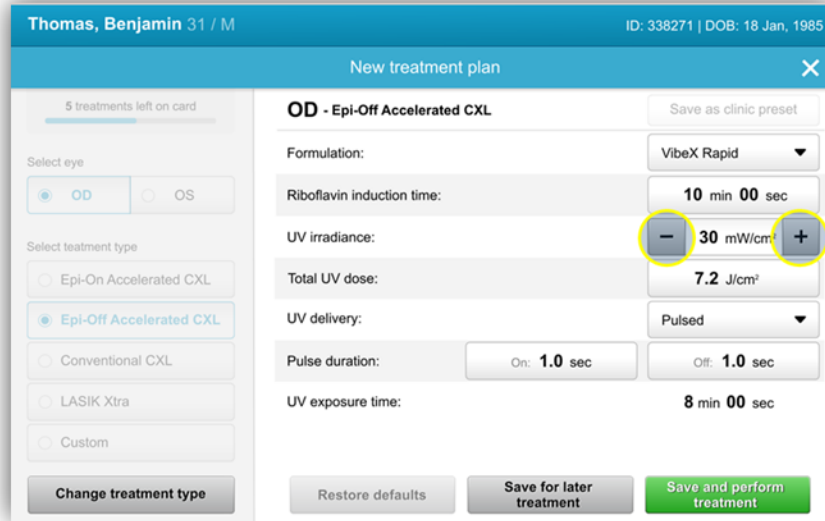 Thomas, Benjamin 31 / M
ID: 338271 | DOB: 18 Jan, 1985
New treatment plan
5 treatments left on card
Select eye
OD
OS
Select teatment type
Epi-On Accelerated CXL
Epi-Off Accelerated CXL
Conventional CXL
LASIK Xtra
Custom
Change treatment type
OD - Epi-Off Accelerated CXL
Save as clinic preset
Formulation:
VibeX Rapid
Riboflavin induction time:
10 min 00 sec
UV irradiance:
− 30 mW/cm² +
Total UV dose:
7.2 J/cm²
UV delivery:
Pulsed
Pulse duration:
On: 1.0 sec
Off: 1.0 sec
UV exposure time:
8 min 00 sec
Restore defaults
Save for later
treatment
Save and perform
treatment